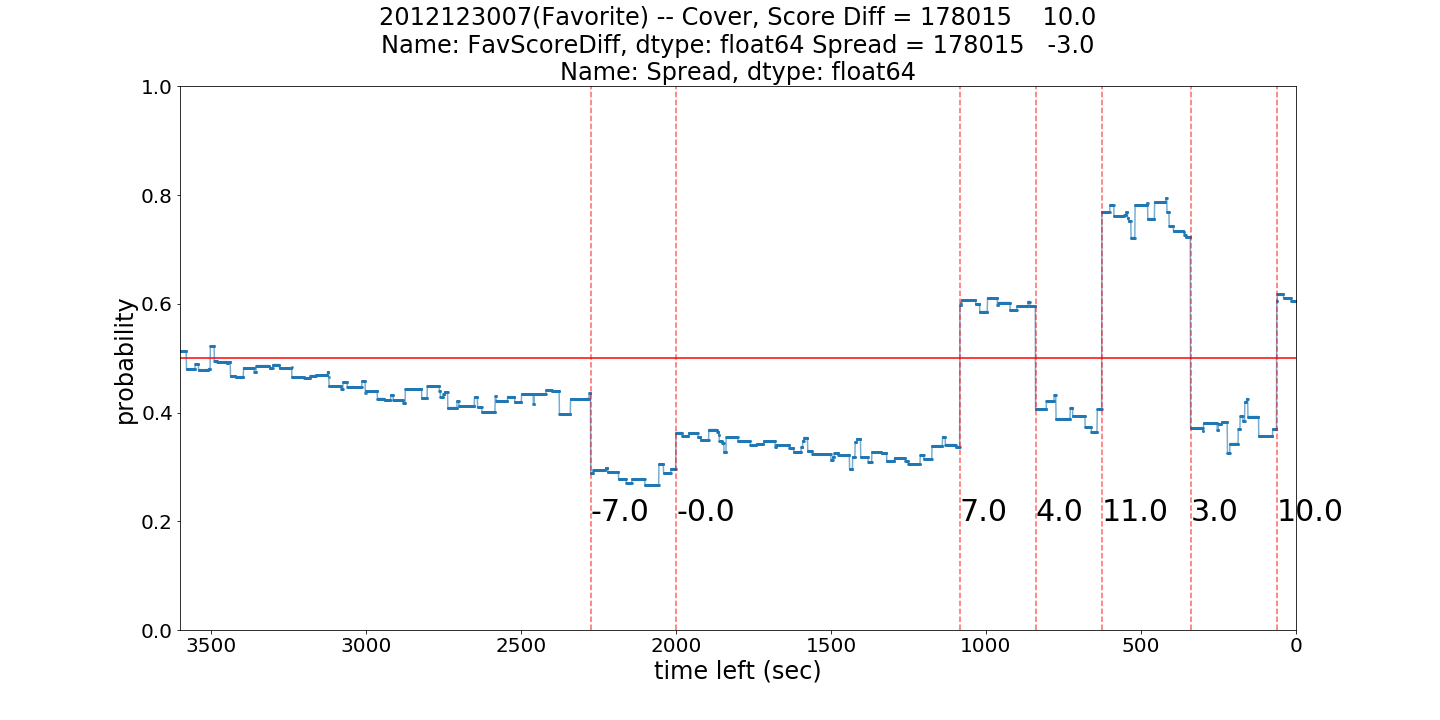 2012123007(Favorite) -- Cover, Score Diff = 178015    10.0
Name: FavScoreDiff, dtype: float64 Spread = 178015   -3.0
Name: Spread, dtype: float64
1.0
0.8
0.6
0.4
0.2
0.0
probability
-7.0
-0.0
7.0
4.0
11.0
3.0
10.0
3500 3000 2500 2000 1500 1000 500 0
time left (sec)